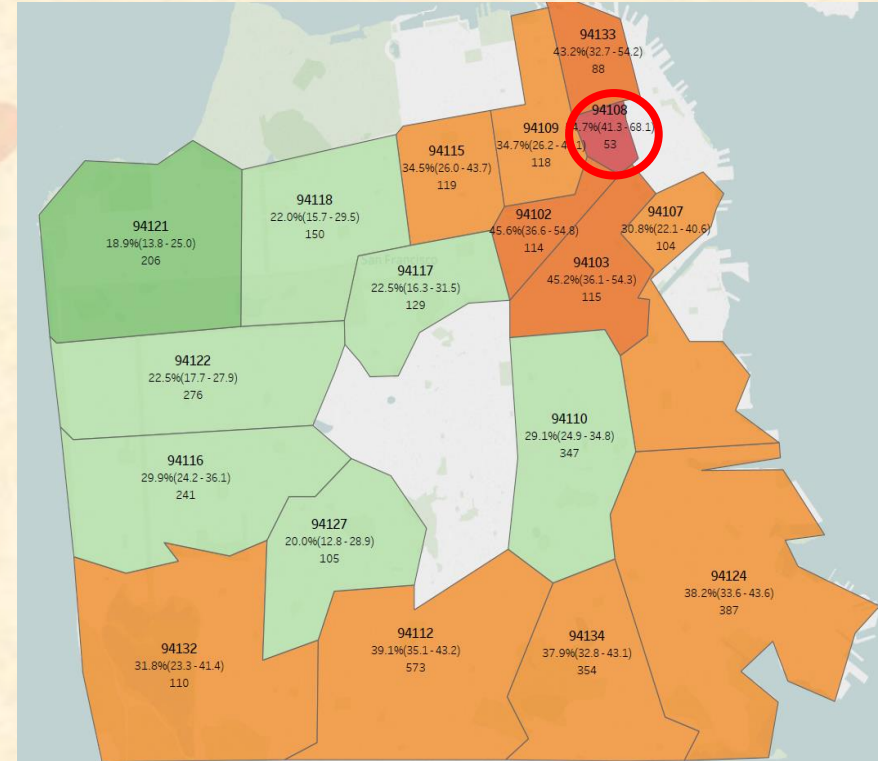 94133
43.2%(32.7 - 54.2)
88
94108
4.7%(41.3 - 68.1)
53
94109
118
94115
34.5%(26.0 - 43.7)
119
94118
22.0%(15.7 - 29.5)
150
94121
18.9%(13.8 - 25.0)
206
94102
45.6%(36.6 - 54.8)
114
94107
30.8%(22.1 - 40.6)
104
94103
45.2%(36.1 - 54.3)
115
San Francisco
94117
22.5%(16.3 - 31.5)
129
94122
22.5%(17.7 - 27.9)
276
94110
29.1%(24.9 - 34.8)
347
94116
29.9%(24.2 - 36.1)
241
94127
20.0%(12.8 - 28.9)
105
94124
38.2%(33.6 - 43.6)
387
94132
31.8%(23.3 - 41.4)
110
94112
39.1%(35.1 - 43.2)
573
94134
37.9%(32.8 - 43.1)
354